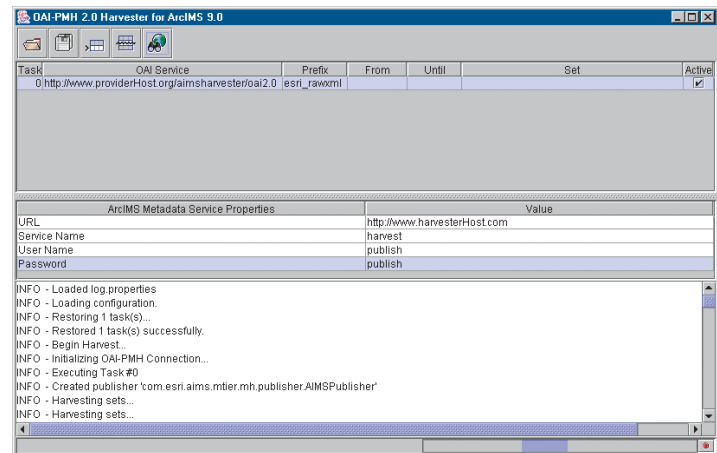 OAI-PMH 2.0 Harvester for ArcIMS 9.0
Task OAI Service Prefix From Until Set Active
0 http://www.providerHost.org/aimsharvester/oai2.0 esri_rawxml
ArcIMS Metadata Service Properties Value
URL http://www.harvesterHost.com
Service Name harvest
User Name publish
Password publish
INFO - Loaded log.properties
INFO - Loading configuration.
INFO - Restoring 1 task(s)...
INFO - Restored 1 task(s) successfully.
INFO - Begin Harvest...
INFO - Initializing OAI-PMH Connection...
INFO - Executing Task #0
INFO - Created publisher 'com.esri.aims.mtier.mh.publisher.AIMSPublisher'
INFO - Harvesting sets...
INFO - Harvesting sets...